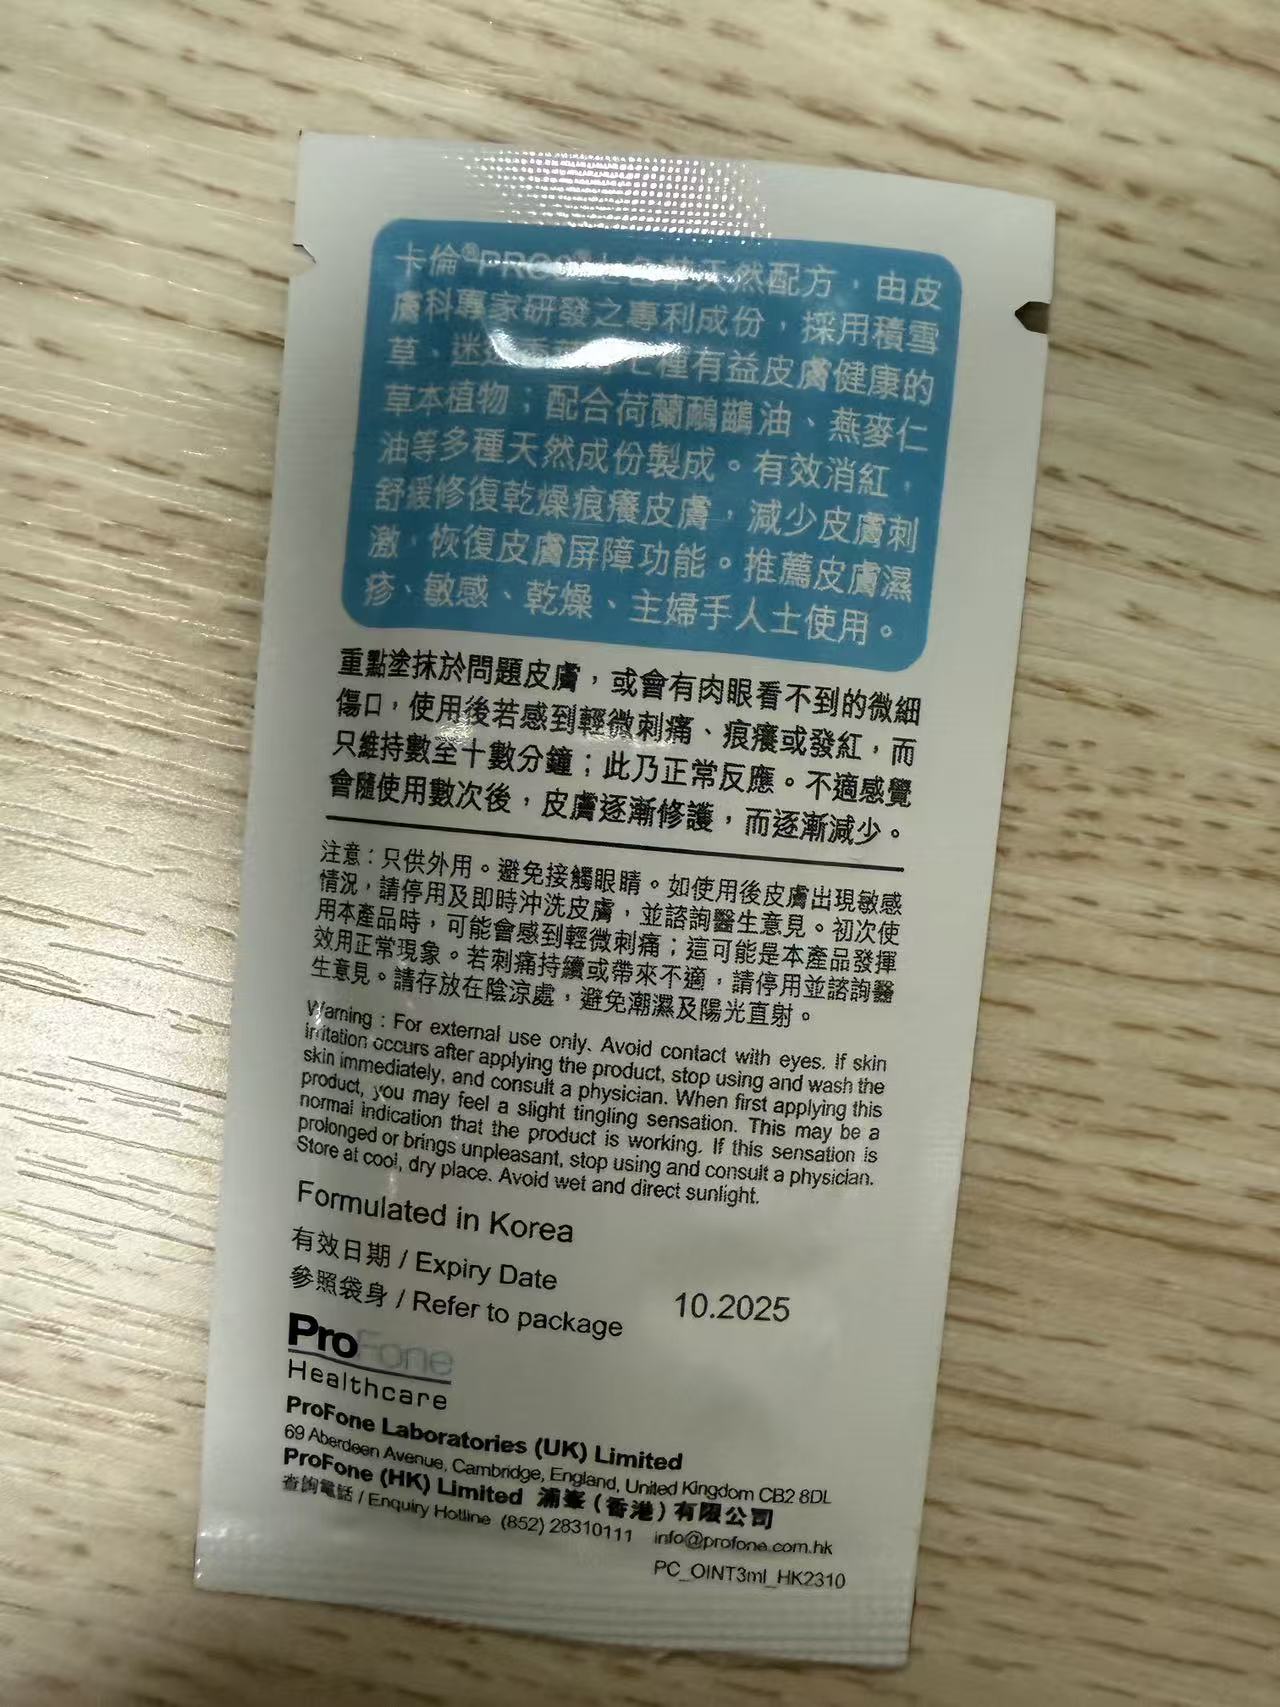 卡倫®PRO 天然配方,由皮
膚科專家研發之專利成份,採用積雪
草、迷 七種有益皮膚健康的
草本植物;配合荷蘭鴯鶓油、燕麥仁
油等多種天然成份製成。有效消紅,
舒緩修復乾燥痕癢皮膚,減少皮膚刺
激,恢復皮膚屏障功能。推薦皮膚濕
疹、敏感、乾燥、主婦手人士使用。
重點塗抹於問題皮膚,或會有肉眼看不到的微細
傷口,使用後若感到輕微刺痛、痕癢或發紅,而
只維持數至十數分鐘;此乃正常反應。不適感覺
會隨使用數次後,皮膚逐漸修護,而逐漸減少。
注意:只供外用。避免接觸眼睛。如使用後皮膚出現敏感
情況,請停用及即時沖洗皮膚,並諮詢醫生意見。初次使
用本產品時,可能會感到輕微刺痛;這可能是本產品發揮
效用正常現象。若刺痛持續或帶來不適,請停用並諮詢醫
生意見。請存放在陰涼處,避免潮濕及陽光直射。
Warning : For external use only. Avoid contact with eyes. If skin
irritation occurs after applying the product, stop using and wash the
skin immediately, and consult a physician. When first applying this
product, you may feel a slight tingling sensation. This may be a
normal indication that the product is working. If this sensation is
prolonged or brings unpleasant, stop using and consult a physician.
Store at cool, dry place. Avoid wet and direct sunlight.
Formulated in Korea
有效日期 / Expiry Date
參照袋身 / Refer to package
10.2025
ProFone
Healthcare
ProFone Laboratories (UK) Limited
69 Aberdeen Avenue, Cambridge, England, United Kingdom CB2 8DL
ProFone (HK) Limited 浦峯(香港)有限公司
查詢電話 / Enquiry Hotline (852) 28310111 info@profone.com.hk
PC_OINT3ml_HK2310